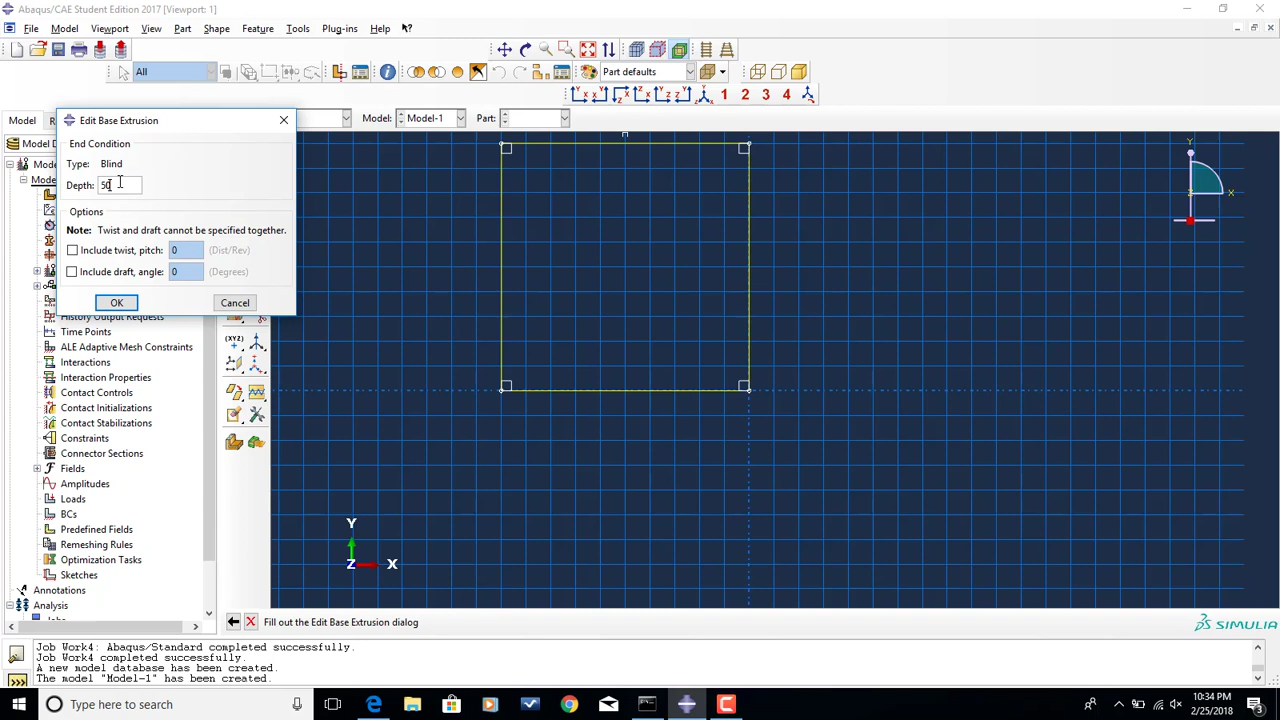 Abaqus/CAE Student Edition 2017 - [Viewport: 1]
File Model Viewport View Part Shape Feature Tools Plug-ins Help
All Part defaults
1 2 3 4
Model Model: Model-1 Part:
Edit Base Extrusion
End Condition
Type: Blind
Depth: 50
Options
Note: Twist and draft cannot be specified together.
Include twist, pitch: 0 (Dist/Rev)
Include draft, angle: 0 (Degrees)
OK Cancel
Time Points
ALE Adaptive Mesh Constraints
Interactions
Interaction Properties
Contact Controls
Contact Initializations
Contact Stabilizations
Constraints
Connector Sections
Fields
Amplitudes
Loads
BCs
Predefined Fields
Remeshing Rules
Optimization Tasks
Sketches
Annotations
Analysis
(XYZ)
Y
X
Y
Z X
Fill out the Edit Base Extrusion dialog
SIMULIA
Job Work4: Abaqus/Standard completed successfully.
Job Work4 completed successfully.
A new model database has been created.
The model "Model-1" has been created.
Type here to search
10:34 PM
2/25/2018